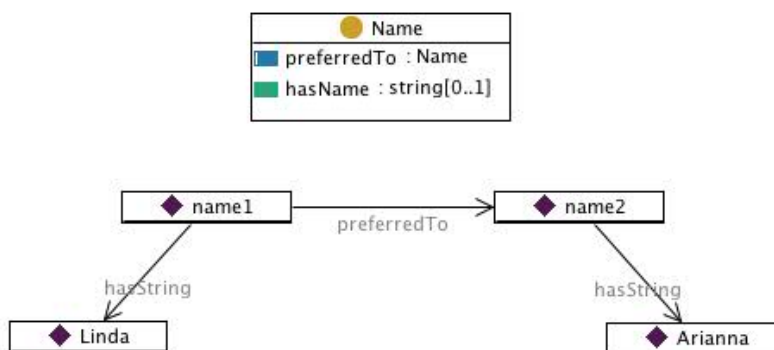 Name
preferredTo : Name
hasName : string[0..1]
name1
name2
preferredTo
hasString
hasString
Linda
Arianna